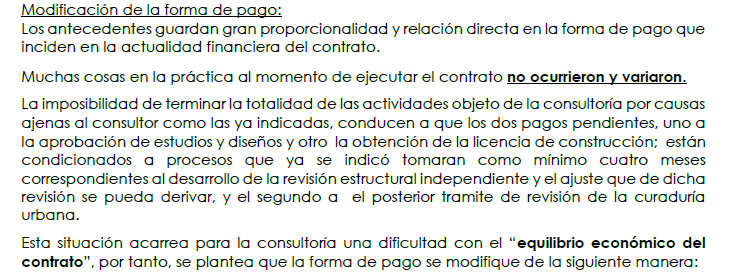 Modificación de la forma de pago:
Los antecedentes guardan gran proporcionalidad y relación directa en la forma de pago que
inciden en la actualidad financiera del contrato.
Muchas cosas en la práctica al momento de ejecutar el contrato no ocurrieron y variaron.
La imposibilidad de terminar la totalidad de las actividades objeto de la consultoría por causas
ajenas al consultor como las ya indicadas, conducen a que los dos pagos pendientes, uno a
la aprobación de estudios y diseños y otro la obtención de la licencia de construcción; están
condicionados a procesos que ya se indicó tomaran como mínimo cuatro meses
correspondientes al desarrollo de la revisión estructural independiente y el ajuste que de dicha
revisión se pueda derivar, y el segundo a el posterior tramite de revisión de la curaduría
urbana.
Esta situación acarrea para la consultoría una dificultad con el “equilibrio económico del
contrato”, por tanto, se plantea que la forma de pago se modifique de la siguiente manera: